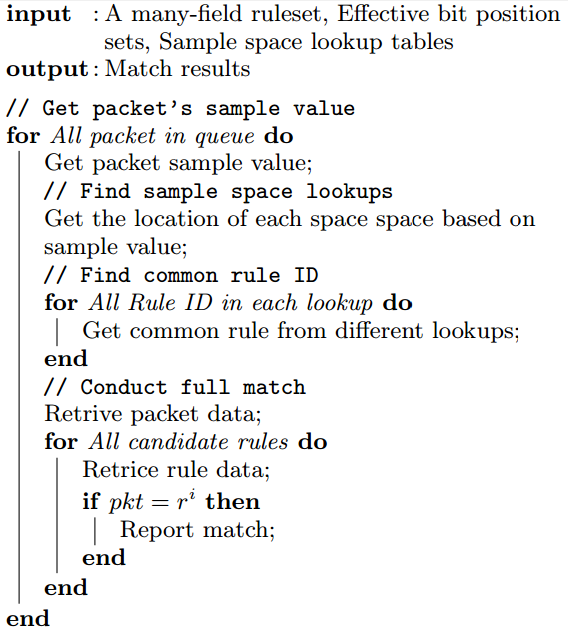 input : A many-field ruleset, Effective bit position
sets, Sample space lookup tables
output : Match results
// Get packet's sample value
for All packet in queue do
Get packet sample value;
// Find sample space lookups
Get the location of each space space based on
sample value;
// Find common rule ID
for All Rule ID in each lookup do
Get common rule from different lookups;
end
// Conduct full match
Retrive packet data;
for All candidate rules do
Retrice rule data;
if pkt = rⁱ then
Report match;
end
end
end